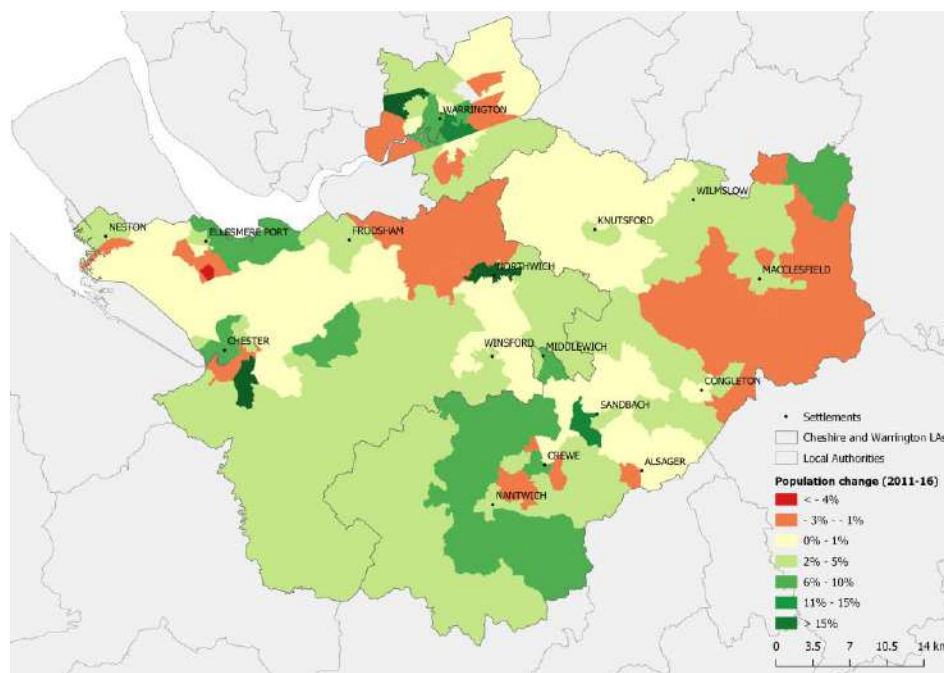 WARRINGTON
WILMSLOW
NESTON
ELLESMERE PORT
FRODSHAM
KNUTSFORD
NORTHWICH
MACCLESFIELD
CHESTER
WINSFORD
MIDDLEWICH
CONGLETON
SANDBACH
CREWE
ALSAGER
NANTWICH
Settlements
Cheshire and Warrington LAs
Local Authorities
Population change (2011-16)
< - 4%
- 3% - - 1%
0% - 1%
2% - 5%
6% - 10%
11% - 15%
> 15%
0 3.5 7 10.5 14 km